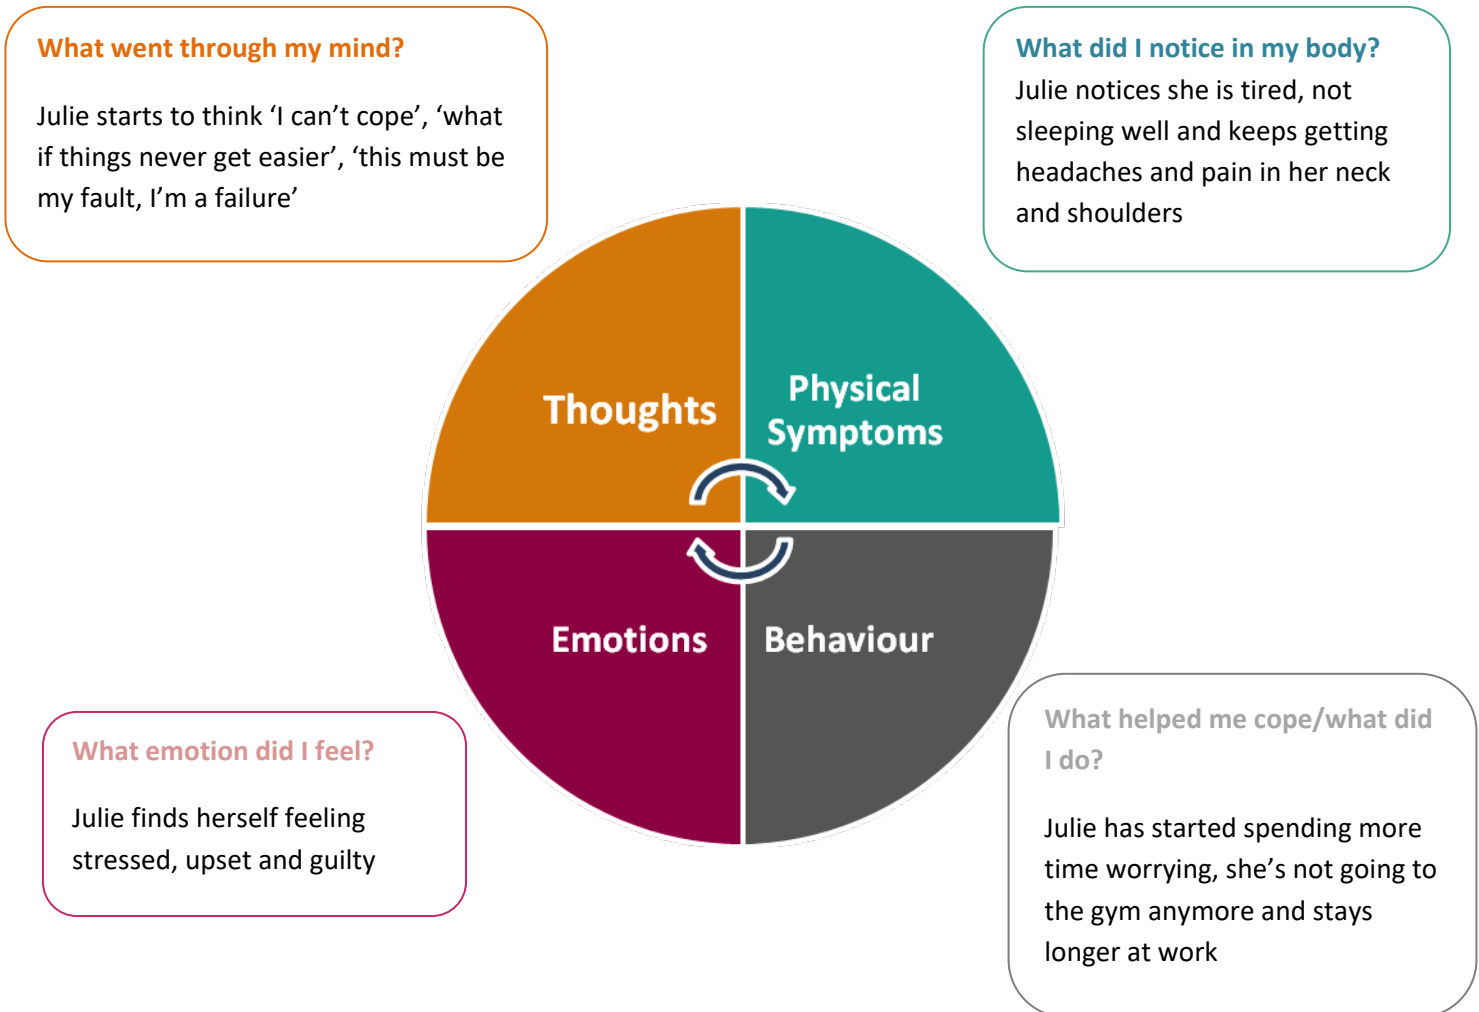 What went through my mind?
Julie starts to think ‘I can’t cope’, ‘what
if things never get easier’, ‘this must be
my fault, I’m a failure’
What did I notice in my body?
Julie notices she is tired, not
sleeping well and keeps getting
headaches and pain in her neck
and shoulders
Thoughts
Physical
Symptoms
Emotions
Behaviour
What emotion did I feel?
Julie finds herself feeling
stressed, upset and guilty
What helped me cope/what did
I do?
Julie has started spending more
time worrying, she’s not going to
the gym anymore and stays
longer at work